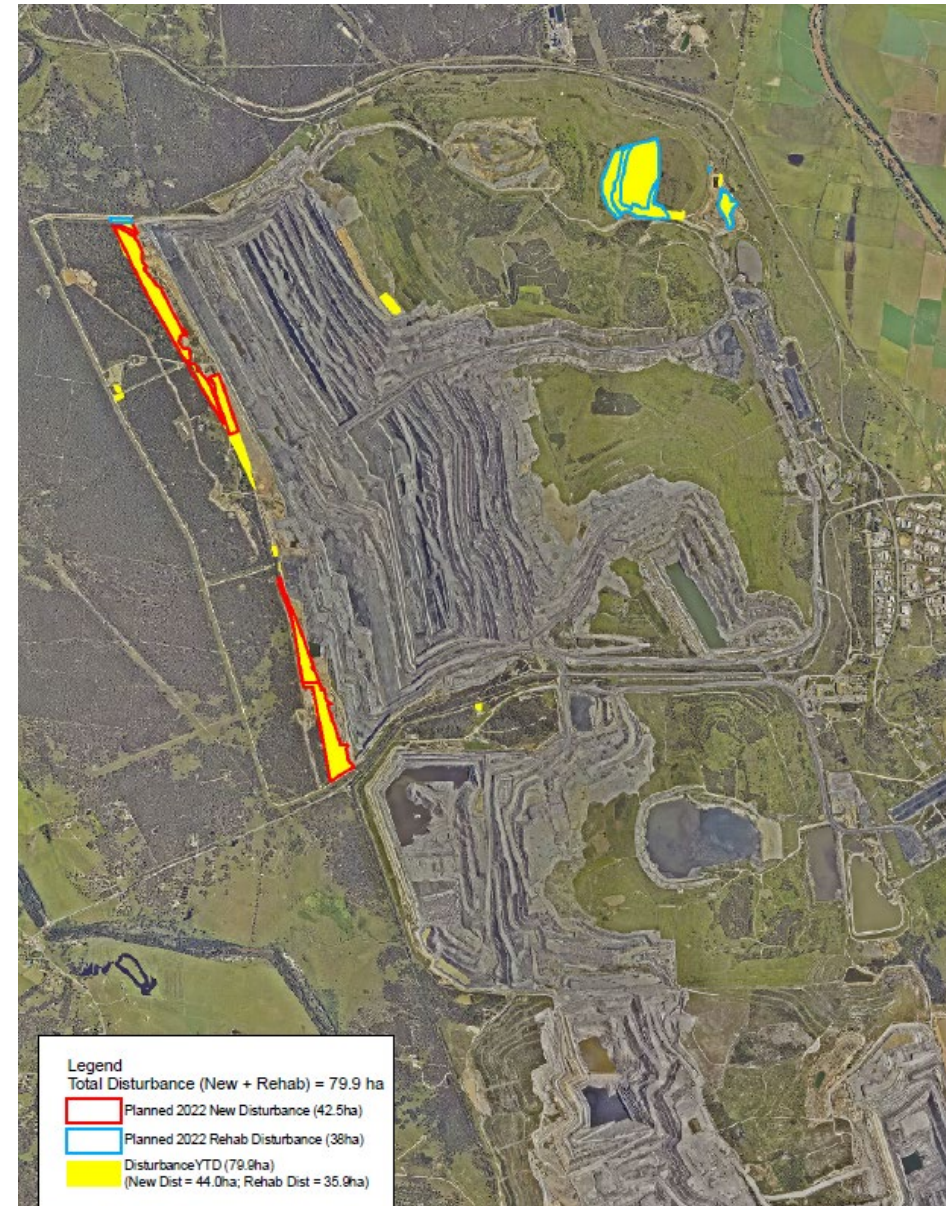 Legend
Total Disturbance (New + Rehab) = 79.9 ha
Planned 2022 New Disturbance (42.5ha)
Planned 2022 Rehab Disturbance (38ha)
DisturbanceYTD (79.9ha)
(New Dist = 44.0ha; Rehab Dist = 35.9ha)